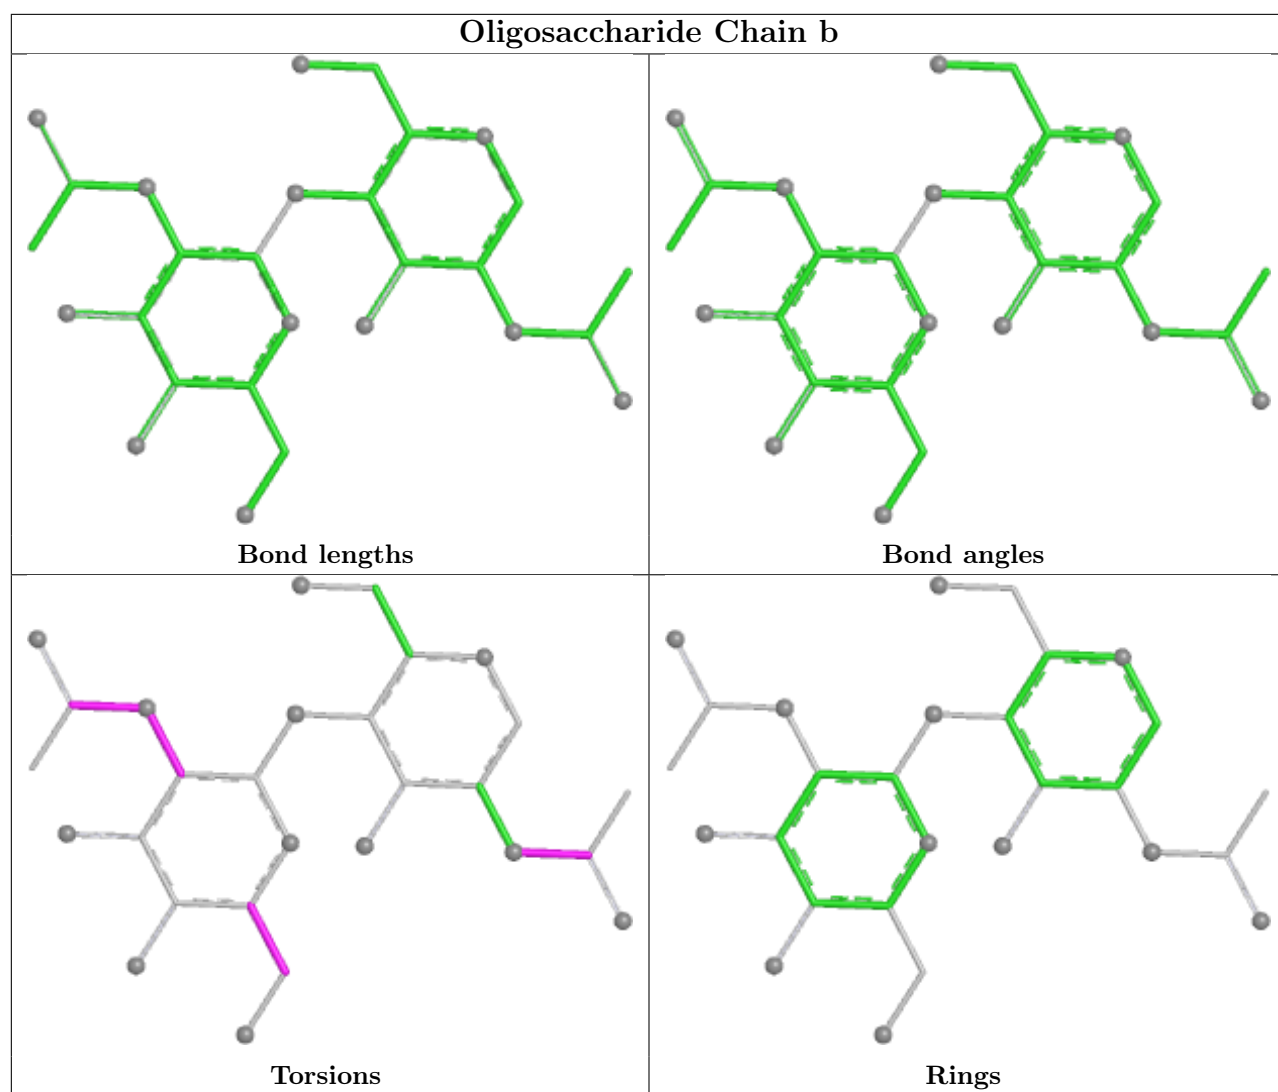 Oligosaccharide Chain b
Bond lengths
Bond angles
Torsions
Rings